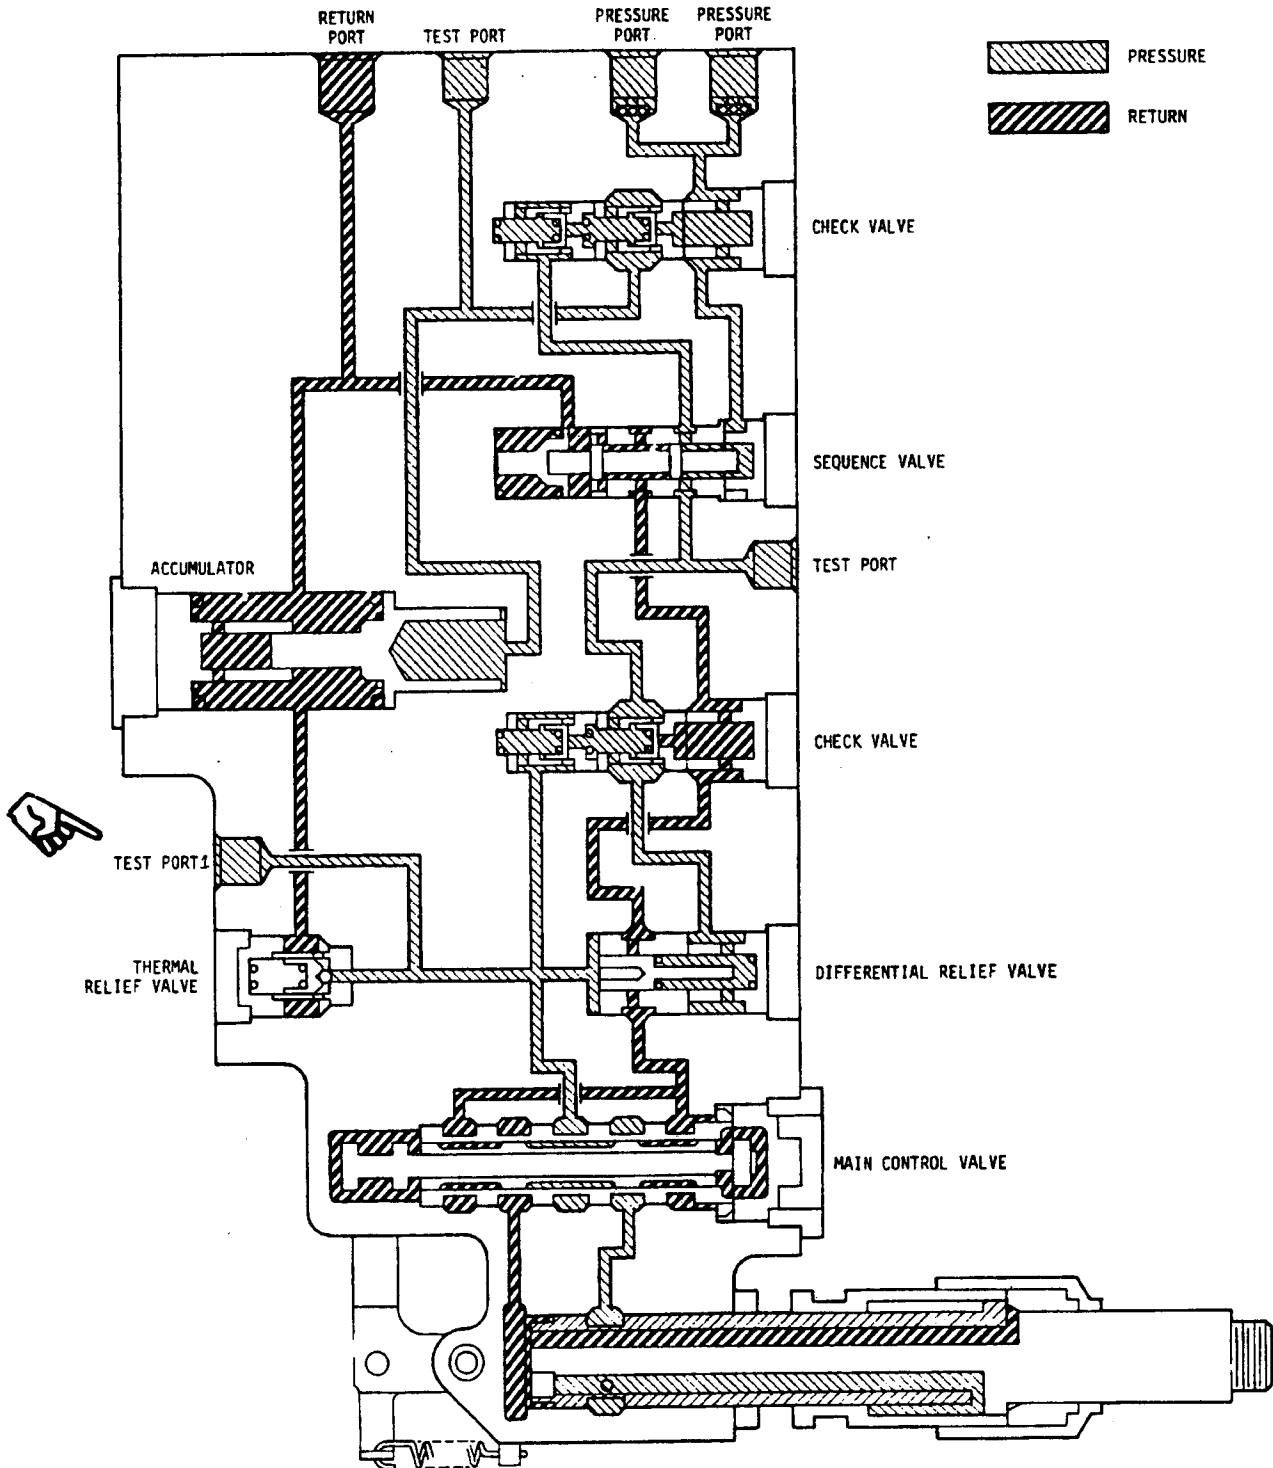 RETURN
PORT
TEST PORT
PRESSURE
PORT.
PRESSURE
PORT
PRESSURE
RETURN
CHECK VALVE
SEQUENCE VALVE
TEST PORT
ACCUMULATOR
CHECK VALVE
TEST PORT1
THERMAL
RELIEF VALVE
DIFFERENTIAL RELIEF VALVE
MAIN CONTROL VALVE